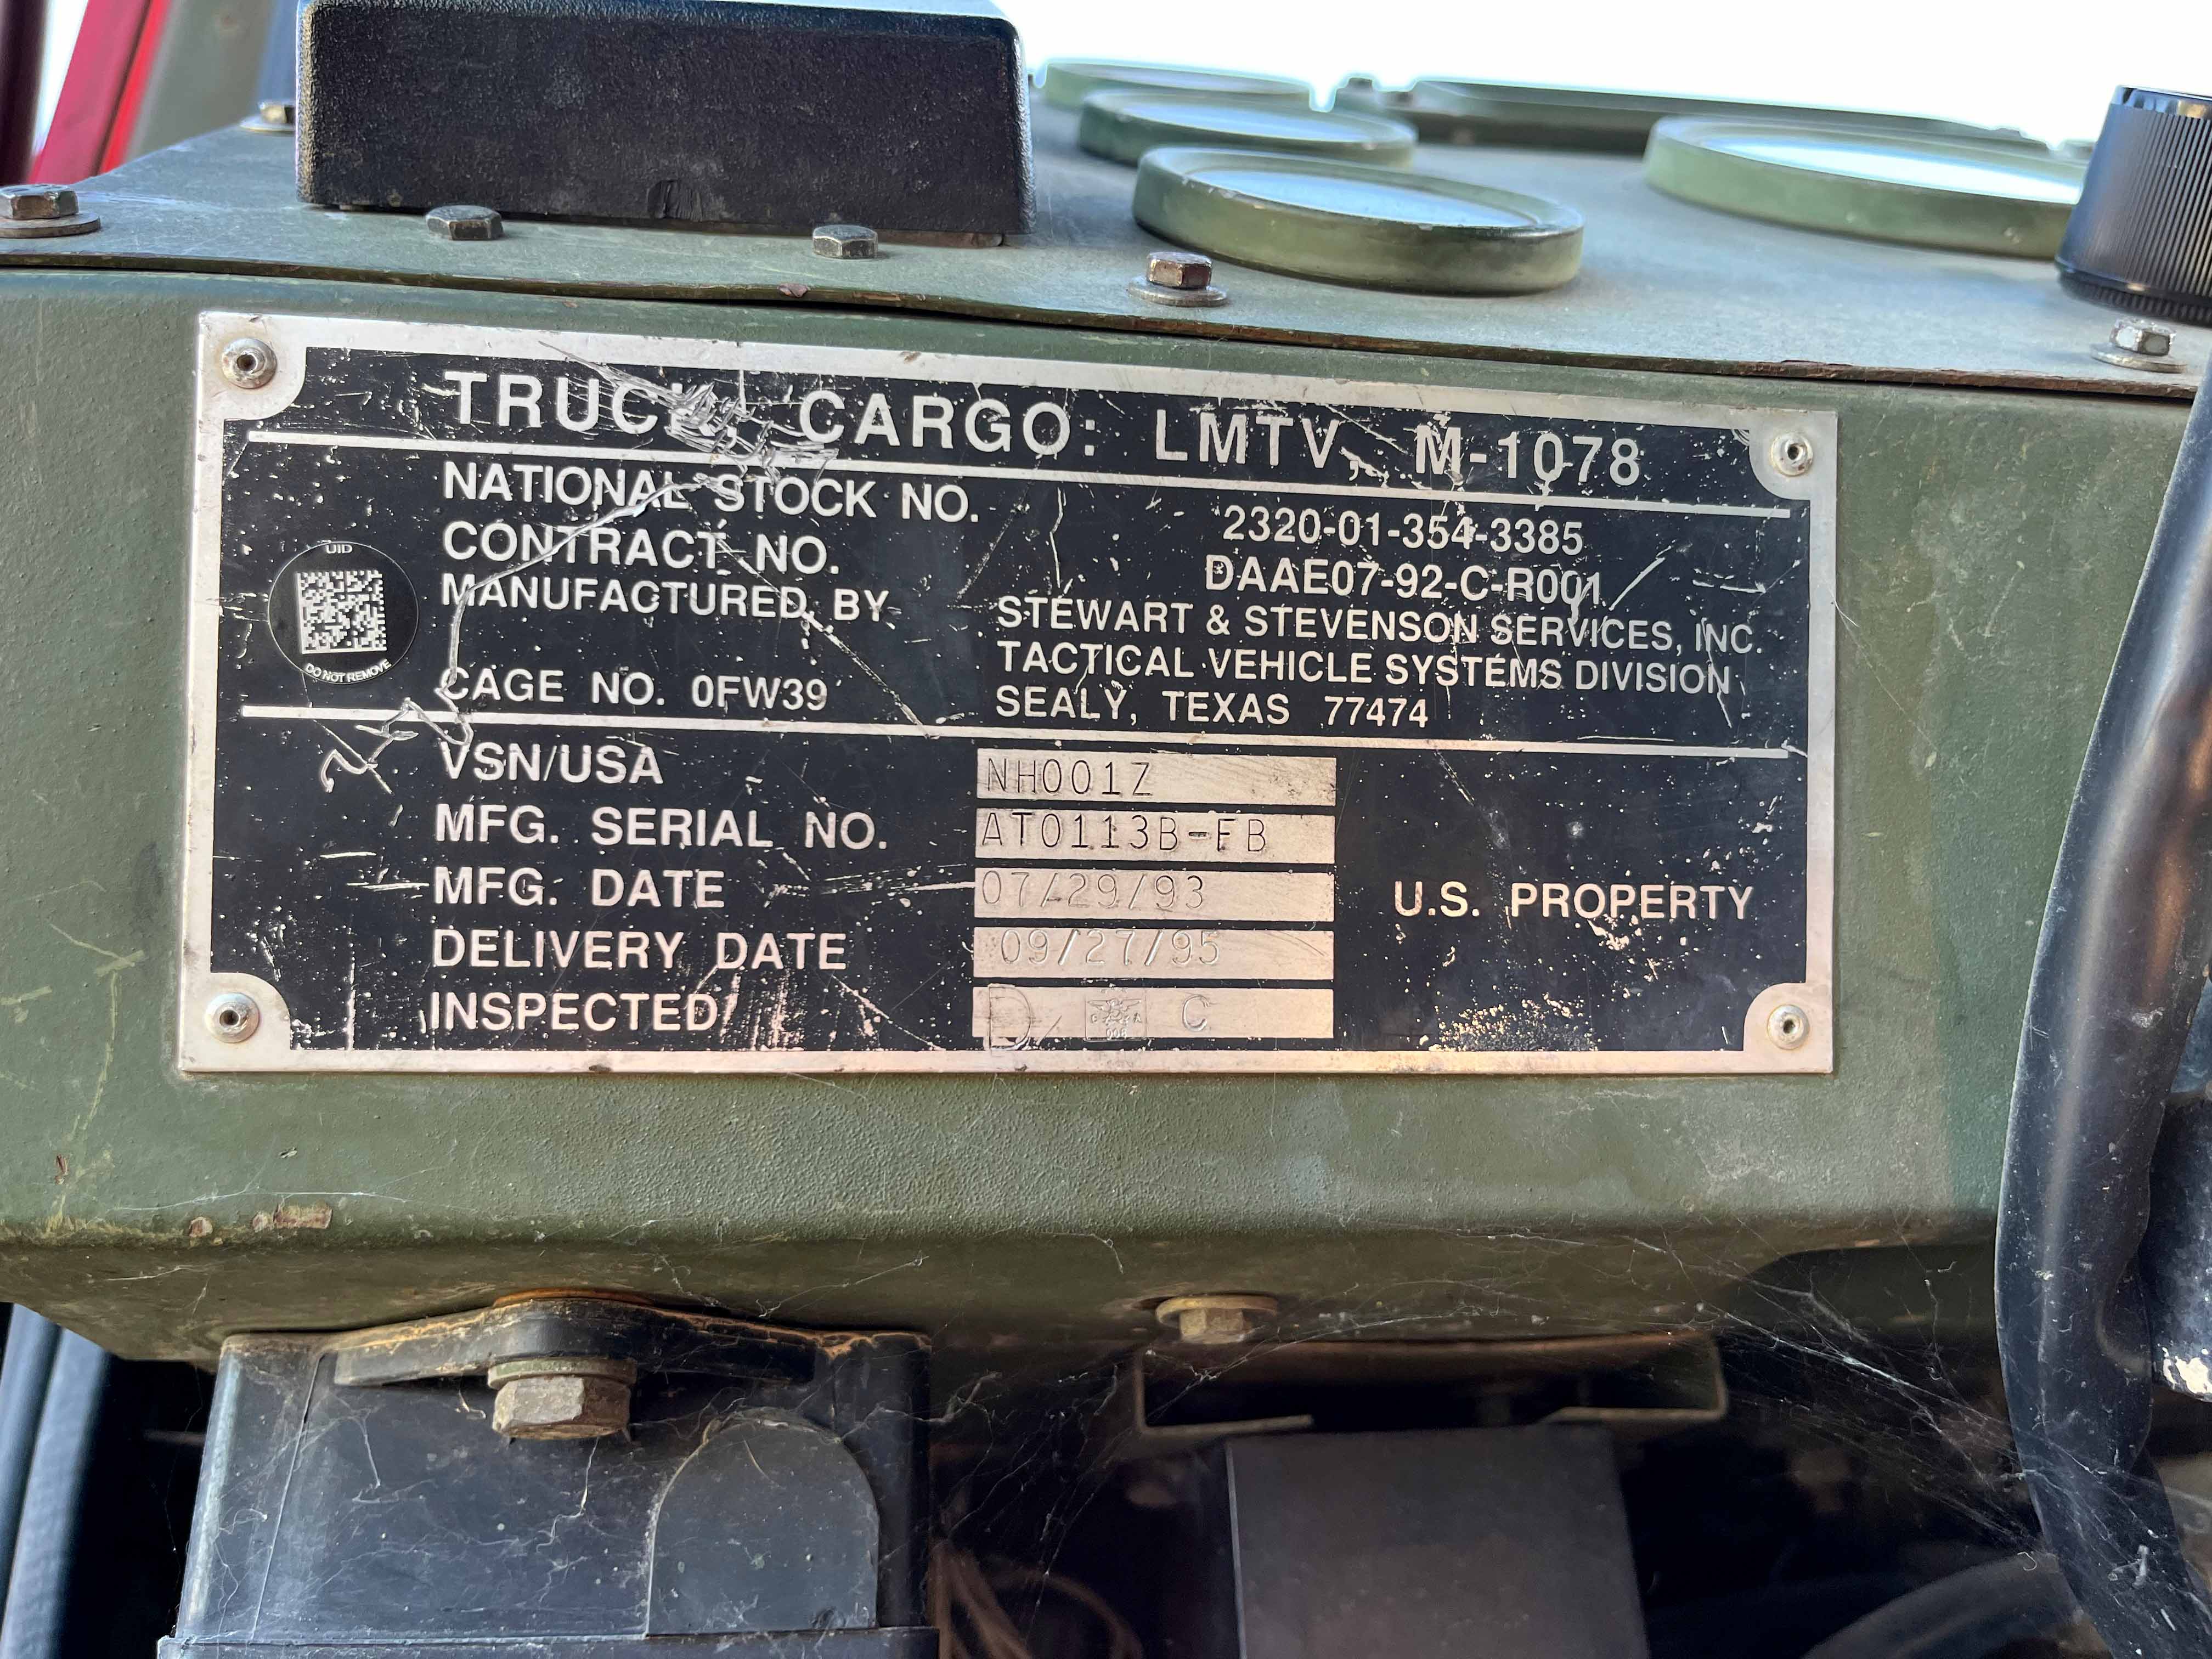 TRUCK, CARGO: LMTV, M-1078
NATIONAL STOCK NO. 2320-01-354-3385
CONTRACT NO. DAAE07-92-C-R001
MANUFACTURED BY STEWART & STEVENSON SERVICES, INC.
TACTICAL VEHICLE SYSTEMS DIVISION
CAGE NO. 0FW39 SEALY, TEXAS 77474
UID
DO NOT REMOVE
VSN/USA NH001Z
MFG. SERIAL NO. AT0113B-FB
MFG. DATE 07/29/93
U.S. PROPERTY
DELIVERY DATE 09/27/95
INSPECTED D C